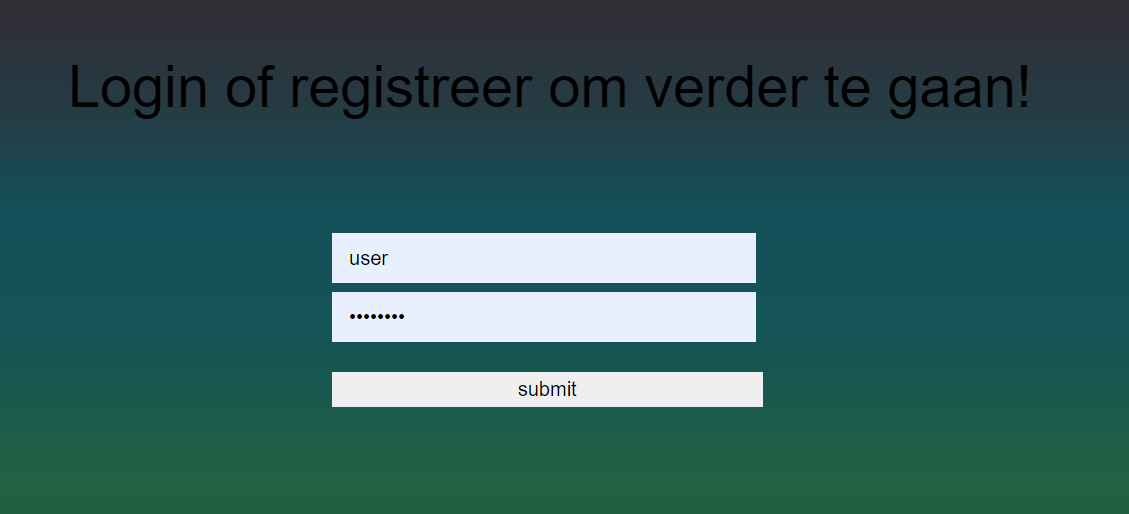 Login of registreer om verder te gaan!
user
••••••••
submit